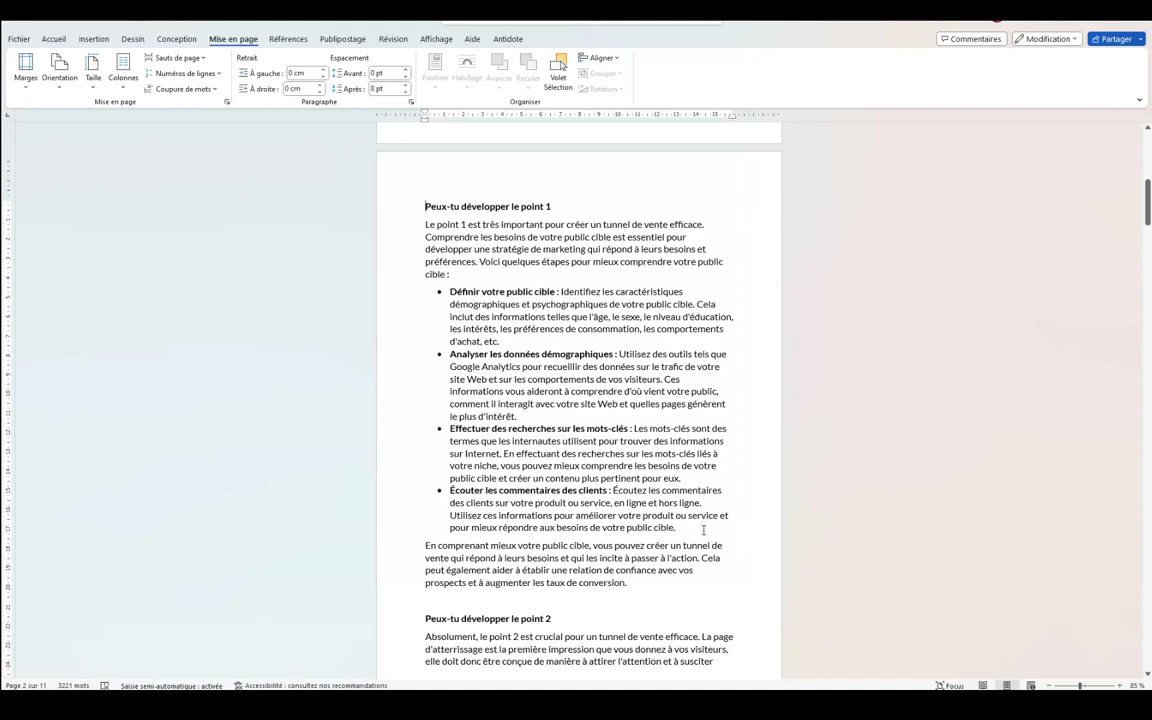 Fichier Accueil Insertion Dessin Conception Mise en page Références Publipostage Révision Affichage Aide Antidote Commentaires Modification Partager
Marges Orientation Taille Colonnes Sauts de page Numéros de lignes Coupure de mots
Retrait Espacement
À gauche : 0 cm Avant : 0 pt
À droite : 0 cm Après : 8 pt
Position Habillage Avancer Reculer Volet Sélection Aligner Grouper Rotation
Mise en page Paragraphe Organiser
1 2 3 4 5 6 7 8 9 10 11 12 13 14 15
Peux-tu développer le point 1
Le point 1 est très important pour créer un tunnel de vente efficace.
Comprendre les besoins de votre public cible est essentiel pour
développer une stratégie de marketing qui répond à leurs besoins et
préférences. Voici quelques étapes pour mieux comprendre votre public
cible :
• Définir votre public cible : Identifiez les caractéristiques
démographiques et psychographiques de votre public cible. Cela
inclut des informations telles que l'âge, le sexe, le niveau d'éducation,
les intérêts, les préférences de consommation, les comportements
d'achat, etc.
• Analyser les données démographiques : Utilisez des outils tels que
Google Analytics pour recueillir des données sur le trafic de votre
site Web et sur les comportements de vos visiteurs. Ces
informations vous aideront à comprendre d'où vient votre public,
comment il interagit avec votre site Web et quelles pages génèrent
le plus d'intérêt.
• Effectuer des recherches sur les mots-clés : Les mots-clés sont des
termes que les internautes utilisent pour trouver des informations
sur Internet. En effectuant des recherches sur les mots-clés liés à
votre niche, vous pouvez mieux comprendre les besoins de votre
public cible et créer un contenu plus pertinent pour eux.
• Écouter les commentaires des clients : Écoutez les commentaires
des clients sur votre produit ou service, en ligne et hors ligne.
Utilisez ces informations pour améliorer votre produit ou service et
pour mieux répondre aux besoins de votre public cible.
En comprenant mieux votre public cible, vous pouvez créer un tunnel de
vente qui répond à leurs besoins et qui les incite à passer à l'action. Cela
peut également aider à établir une relation de confiance avec vos
prospects et à augmenter les taux de conversion.
Peux-tu développer le point 2
Absolument, le point 2 est crucial pour un tunnel de vente efficace. La page
d'atterrissage est la première impression que vous donnez à vos visiteurs,
elle doit donc être conçue de manière à attirer l'attention et à susciter
Page 2 sur 11 3221 mots Saisie semi-automatique : activée Accessibilité : consultez nos recommandations Focus 85 %